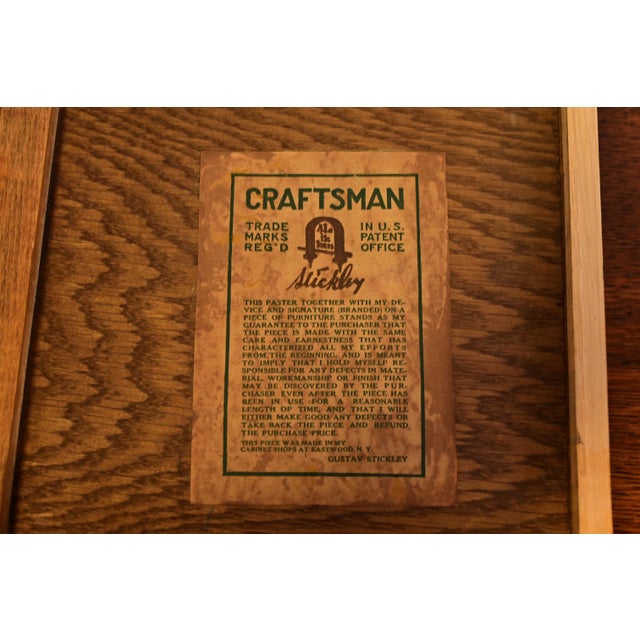 CRAFTSMAN
TRADE MARKS REG'D
Als Ik Kan
IN U.S. PATENT OFFICE
Stickley
THIS PASTER TOGETHER WITH MY DE-
VICE AND SIGNATURE (BRANDED) ON A
PIECE OF FURNITURE STANDS AS MY
GUARANTEE TO THE PURCHASER THAT
THE PIECE IS MADE WITH THE SAME
CARE AND EARNESTNESS THAT HAS
CHARACTERIZED ALL MY EFFORTS
FROM THE BEGINNING, AND IS MEANT
TO IMPLY THAT I HOLD MYSELF RE-
SPONSIBLE FOR ANY DEFECTS IN MATE-
RIAL, WORKMANSHIP OR FINISH THAT
MAY BE DISCOVERED BY THE PUR-
CHASER EVEN AFTER THE PIECE HAS
BEEN IN USE FOR A REASONABLE
LENGTH OF TIME, AND THAT I WILL
EITHER MAKE GOOD ANY DEFECTS OR
TAKE BACK THE PIECE AND REFUND
THE PURCHASE PRICE.
THIS PIECE WAS MADE IN MY
CABINET SHOPS AT EASTWOOD, N. Y.
GUSTAV STICKLEY